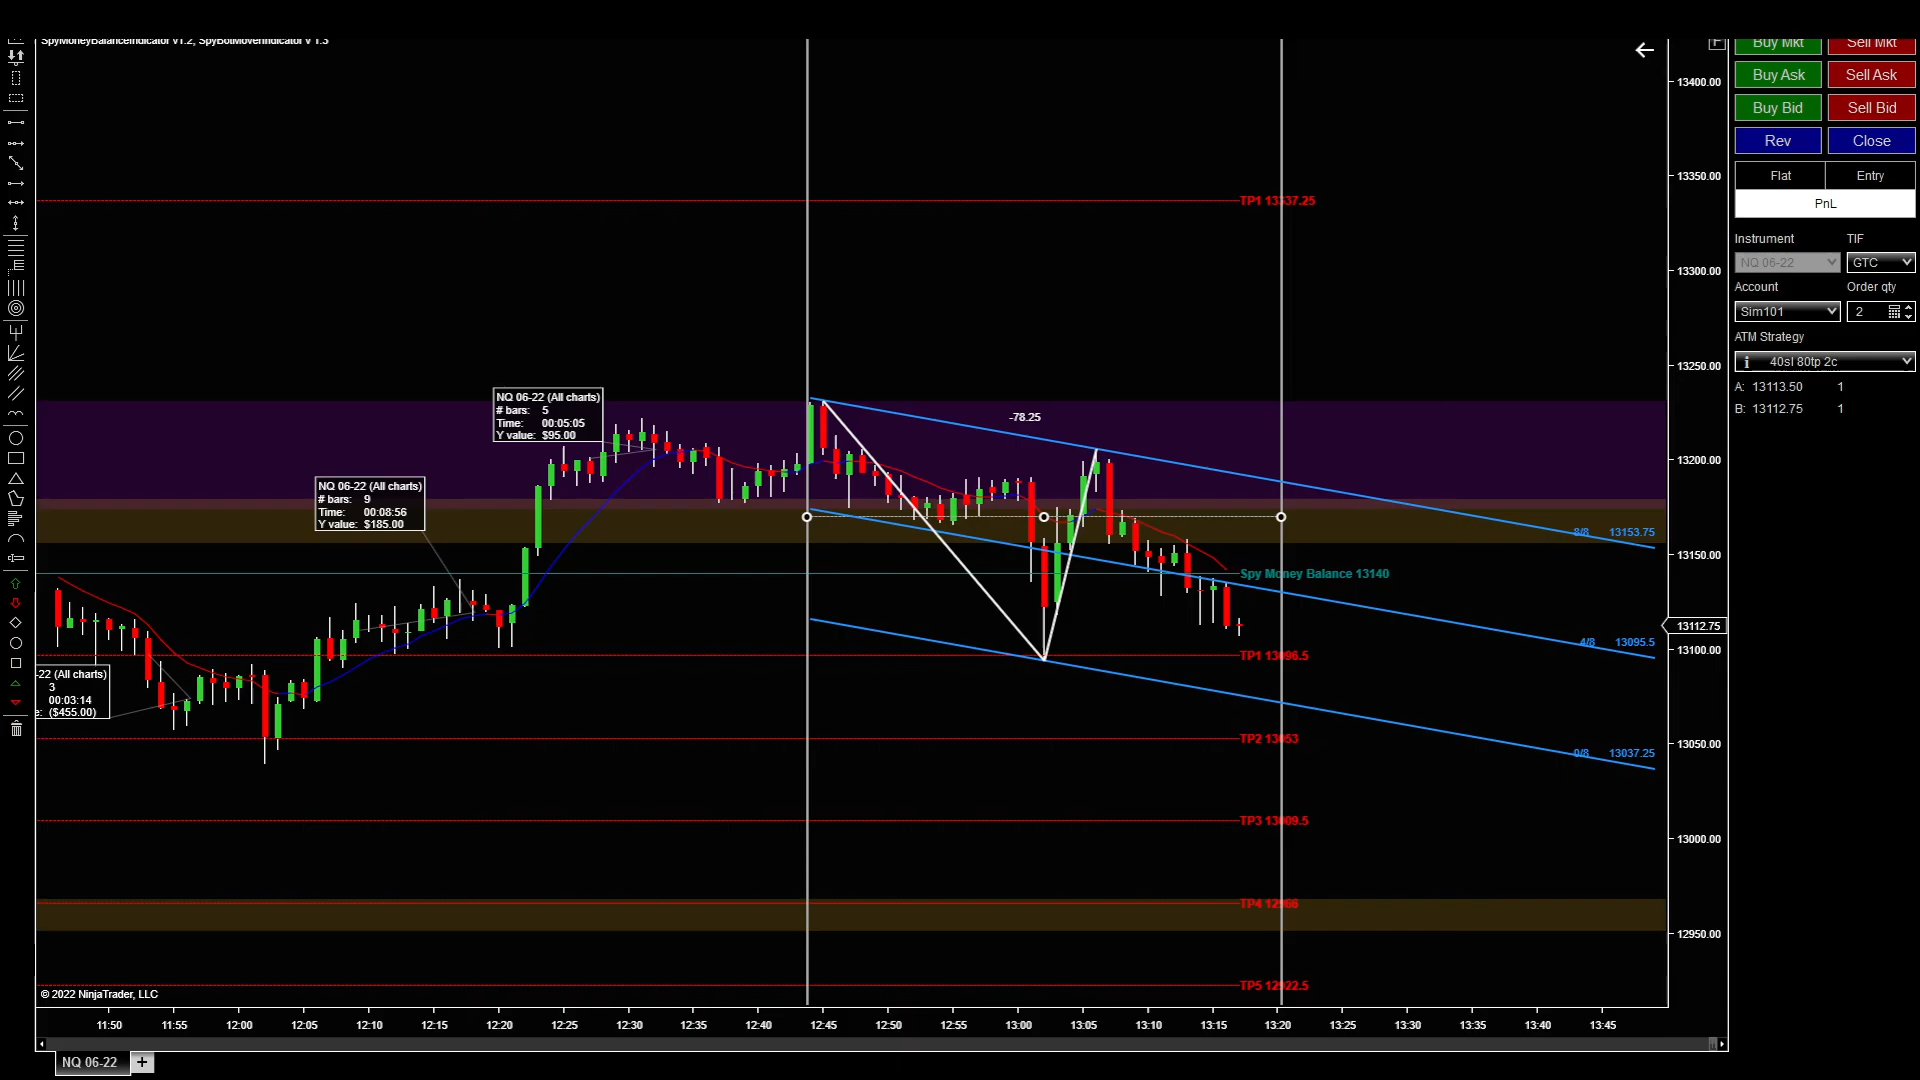 SpyMoneyBalanceIndicator v1.2, SpyBotMoverIndicator v 1.3
F
Buy Mkt
Sell Mkt
Buy Ask
Sell Ask
Buy Bid
Sell Bid
Rev
Close
Flat
Entry
PnL
Instrument
TIF
NQ 06-22
GTC
Account
Order qty
Sim101
2
ATM Strategy
40sl 80tp 2c
A: 13113.50 1
B: 13112.75 1
13400.00
13350.00
13300.00
13250.00
13200.00
13150.00
13112.75
13100.00
13050.00
13000.00
12950.00
TP1 13337.25
NQ 06-22 (All charts)
# bars: 5
Time: 00:05:05
Y value: $95.00
-78.25
NQ 06-22 (All charts)
# bars: 9
Time: 00:08:56
Y value: $185.00
8/8 13153.75
Spy Money Balance 13140
4/8 13095.5
TP1 13096.5
-22 (All charts)
3
00:03:14
e: ($455.00)
TP2 13053
0/8 13037.25
TP3 13009.5
TP4 12966
TP5 12922.5
© 2022 NinjaTrader, LLC
11:50 11:55 12:00 12:05 12:10 12:15 12:20 12:25 12:30 12:35 12:40 12:45 12:50 12:55 13:00 13:05 13:10 13:15 13:20 13:25 13:30 13:35 13:40 13:45
NQ 06-22 +